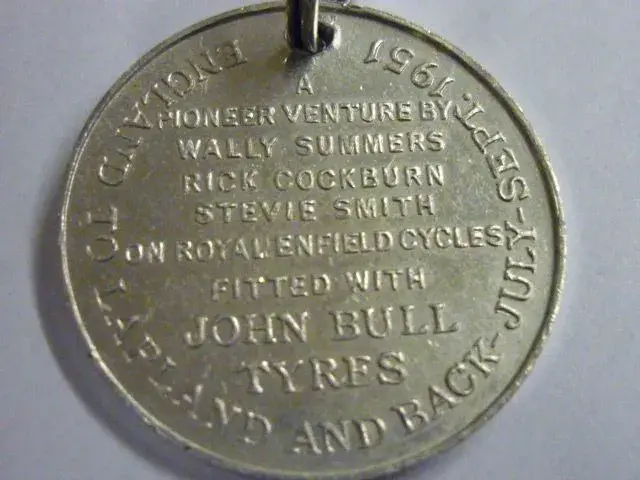 ENGLAND TO LAPLAND AND BACK-JULY-SEPT. 1951
A
PIONEER VENTURE BY
WALLY SUMMERS
RICK COCKBURN
STEVIE SMITH
ON ROYAL ENFIELD CYCLES
FITTED WITH
JOHN BULL
TYRES